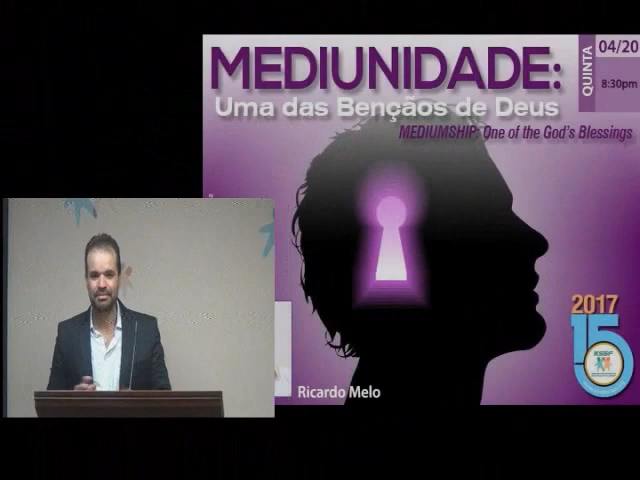 MEDIUNIDADE:
Uma das Bençãos de Deus
MEDIUMSHIP: One of the God's Blessings
QUINTA
04/20
8:30pm
2017
15
KSSF
Ricardo Melo